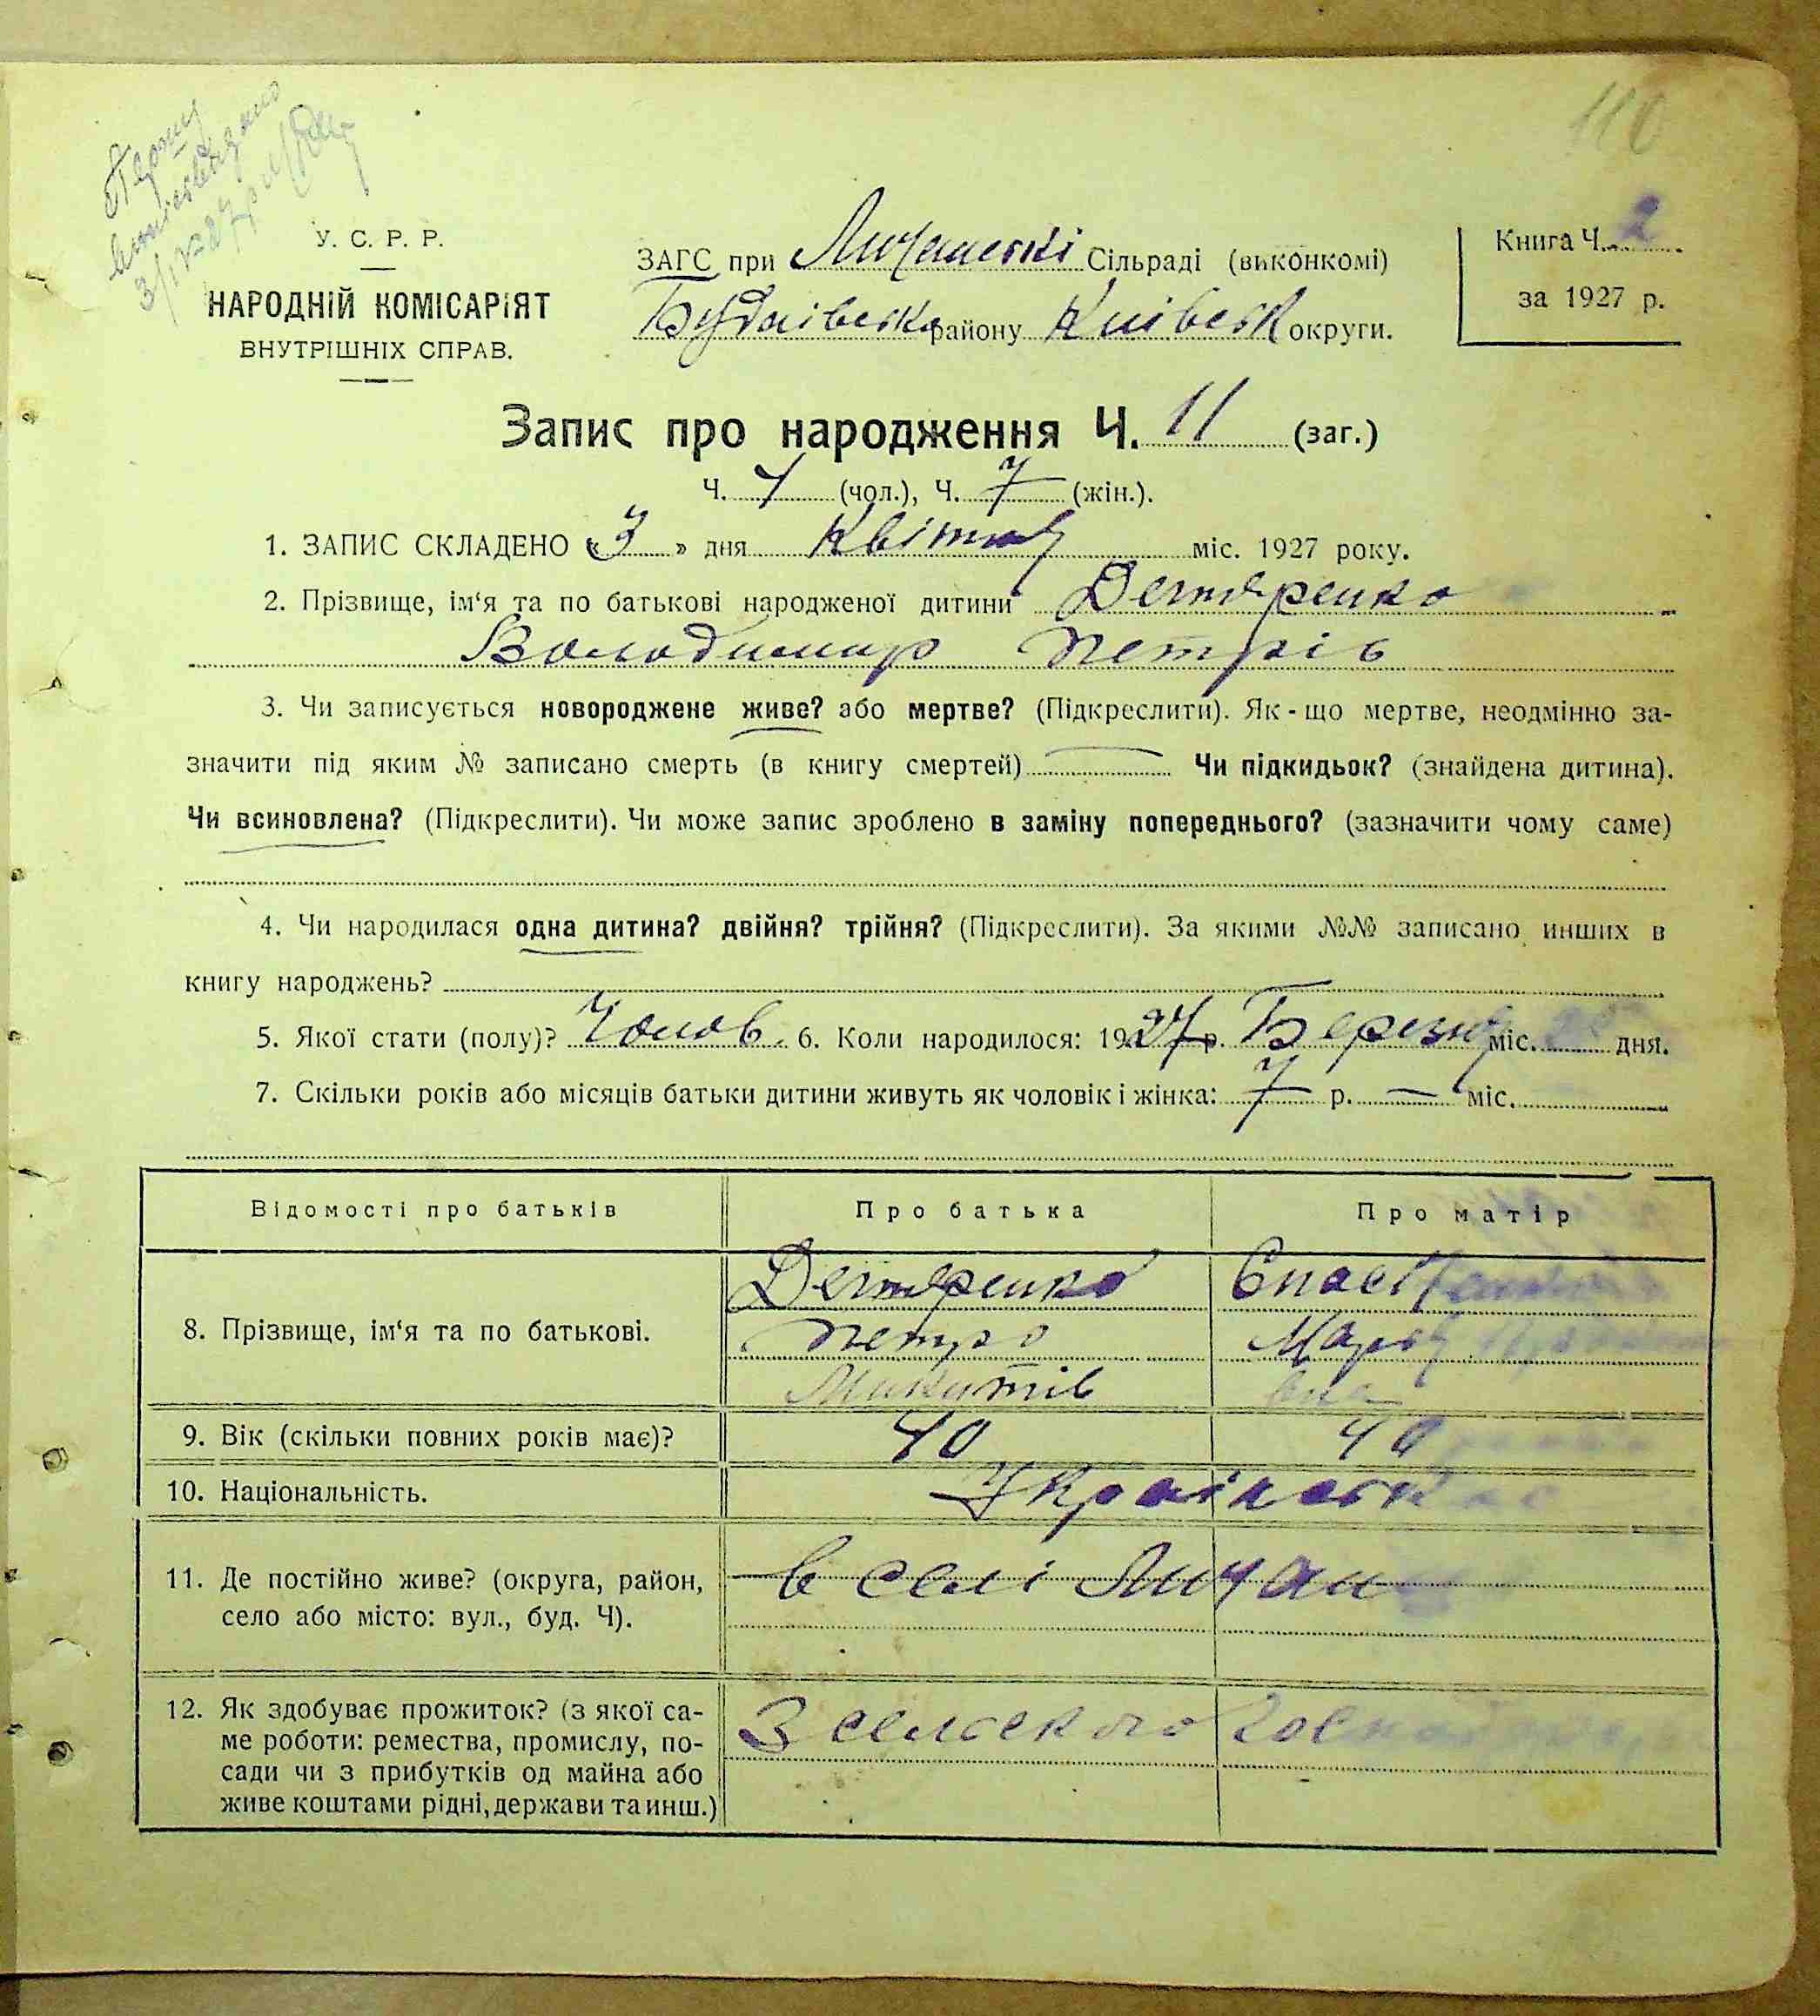 110
У. С. Р. Р.
НАРОДНІЙ КОМІСАРІЯТ
ВНУТРІШНІХ СПРАВ.
ЗАГС при Личанські Сільраді (виконкомі)
Будаївськ району Київськ округи.
Книга Ч. 2
за 1927 р.
Запис про народження Ч. 11 (заг.)
Ч. 4 (чол.), Ч. 7 (жін.).
1. ЗАПИС СКЛАДЕНО « 3 » дня Квітня міс. 1927 року.
2. Прізвище, ім‘я та по батькові народженої дитини Дегтяренко
Володимир Петрів
3. Чи записується новороджене живе? або мертве? (Підкреслити). Як-що мертве, неодмінно за-
значити під яким № записано смерть (в книгу смертей) Чи підкидьок? (знайдена дитина).
Чи всиновлена? (Підкреслити). Чи може запис зроблено в заміну попереднього? (зазначити чому саме)
4. Чи народилася одна дитина? двійня? трійня? (Підкреслити). За якими №№ записано инших в
книгу народжень?
5. Якої стати (полу)? Чолов. 6. Коли народилося: 1927 р. Березня міс. дня.
7. Скільки років або місяців батьки дитини живуть як чоловік і жінка: 7 р. — міс.
Відомості про батьків Про батька Про матір
8. Прізвище, ім‘я та по батькові.
Дегтяренко
Петро Марія
Микитів вна
9. Вік (скільки повних років має)? 40 40
10. Національність. Українськ
11. Де постійно живе? (округа, район,
село або місто: вул., буд. Ч).
в селі Личан
12. Як здобуває прожиток? (з якої са-
ме роботи: ремества, промислу, по-
сади чи з прибутків од майна або
живе коштами рідні, держави та инш.)
З сельского